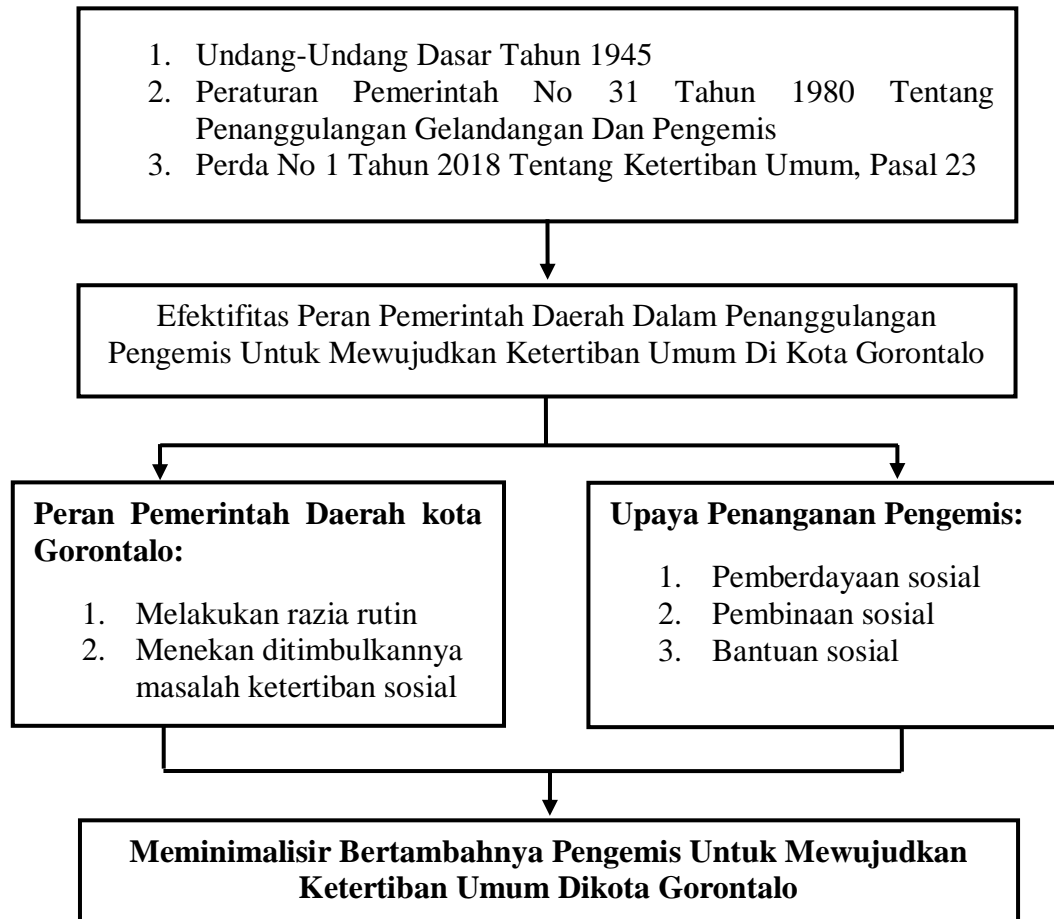 1. Undang-Undang Dasar Tahun 1945
2. Peraturan Pemerintah No 31 Tahun 1980 Tentang
Penanggulangan Gelandangan Dan Pengemis
3. Perda No 1 Tahun 2018 Tentang Ketertiban Umum, Pasal 23
Efektifitas Peran Pemerintah Daerah Dalam Penanggulangan
Pengemis Untuk Mewujudkan Ketertiban Umum Di Kota Gorontalo
Peran Pemerintah Daerah kota
Gorontalo:
1. Melakukan razia rutin
2. Menekan ditimbulkannya
masalah ketertiban sosial
Upaya Penanganan Pengemis:
1. Pemberdayaan sosial
2. Pembinaan sosial
3. Bantuan sosial
Meminimalisir Bertambahnya Pengemis Untuk Mewujudkan
Ketertiban Umum Dikota Gorontalo